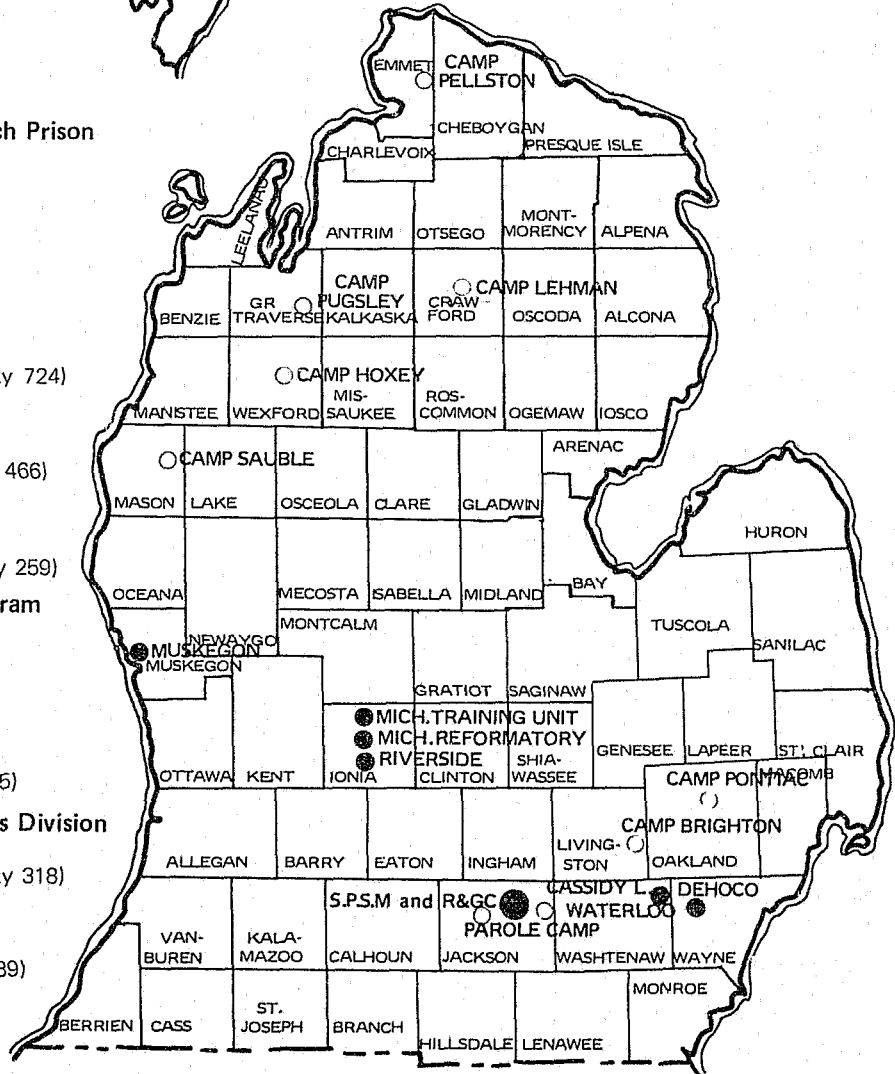 EMMET
CAMP
PELLSTON
ch Prison
CHEBOYGAN
PRESQUE ISLE
CHARLEVOIX
LEELANAU
ANTRIM
OTSEGO
MONT-
MORENCY
ALPENA
CAMP
PUGSLEY
CAMP LEHMAN
GR
TRAVERSE
KALKASKA
CRAW
FORD
BENZIE
OSCODA
ALCONA
y 724)
CAMP HOXEY
MANISTEE
WEXFORD
MIS-
SAUKEE
ROS-
COMMON
OGEMAW
IOSCO
ARENAC
CAMP SAUBLE
466)
MASON
LAKE
OSCEOLA
CLARE
GLADWIN
HURON
y 259)
ram
OCEANA
MECOSTA
ISABELLA
MIDLAND
BAY
MONTCALM
TUSCOLA
SANILAC
NEWAYGO
MUSKEGON
MUSKEGON
GRATIOT
SAGINAW
MICH.TRAINING UNIT
MICH.REFORMATORY
RIVERSIDE
GENESEE
LAPEER
ST. CLAIR
OTTAWA
KENT
IONIA
CLINTON
SHIA-
WASSEE
5)
CAMP PONTIAC
MACOMB
s Division
CAMP BRIGHTON
ALLEGAN
BARRY
EATON
INGHAM
LIVING-
STON
OAKLAND
y 318)
S.P.S.M and R&GC
CASSIDY L.
WATERLOO
DEHOCO
PAROLE CAMP
VAN-
BUREN
KALA-
MAZOO
CALHOUN
JACKSON
WASHTENAW
WAYNE
39)
MONROE
BERRIEN
CASS
ST.
JOSEPH
BRANCH
HILLSDALE
LENAWEE